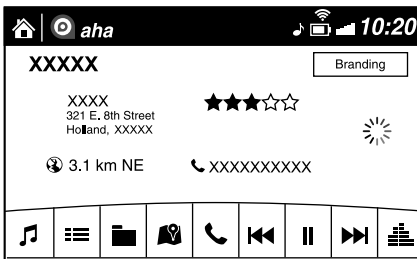 aha 10:20
XXXXX Branding
XXXX
321 E. 8th Street
Holland, XXXXX
3.1 km NE XXXXXXXXXX